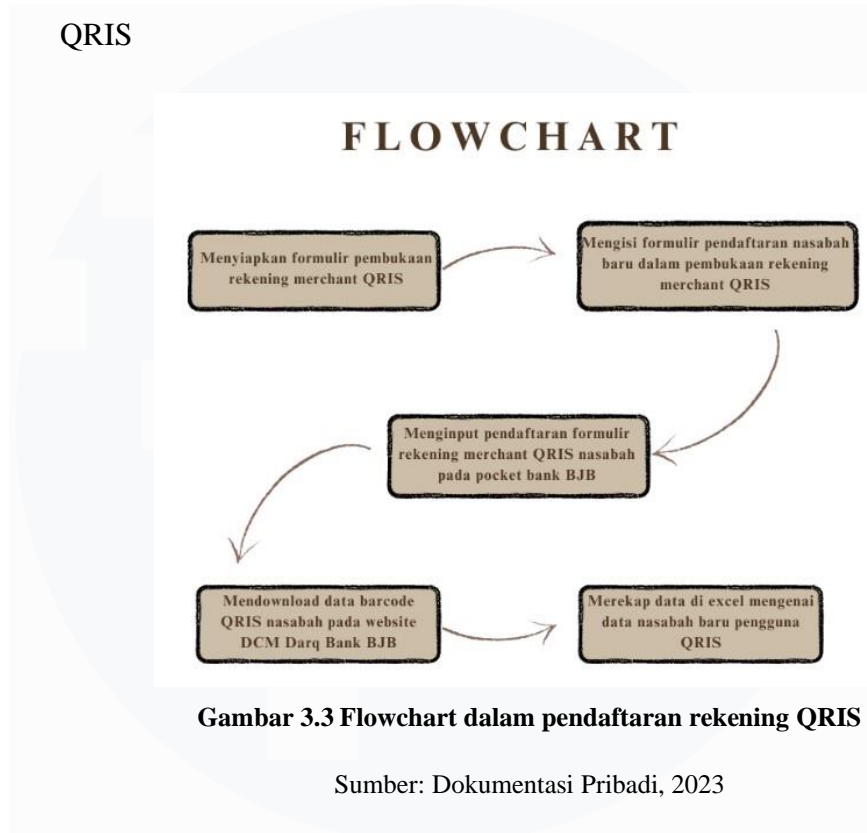 QRIS
FLOWCHART
Menyiapkan formulir pembukaan
rekening merchant QRIS
Mengisi formulir pendaftaran nasabah
baru dalam pembukaan rekening
merchant QRIS
Menginput pendaftaran formulir
rekening merchant QRIS nasabah
pada pocket bank BJB
Mendownload data barcode
QRIS nasabah pada website
DCM Darq Bank BJB
Merekap data di excel mengenai
data nasabah baru pengguna
QRIS
Gambar 3.3 Flowchart dalam pendaftaran rekening QRIS
Sumber: Dokumentasi Pribadi, 2023